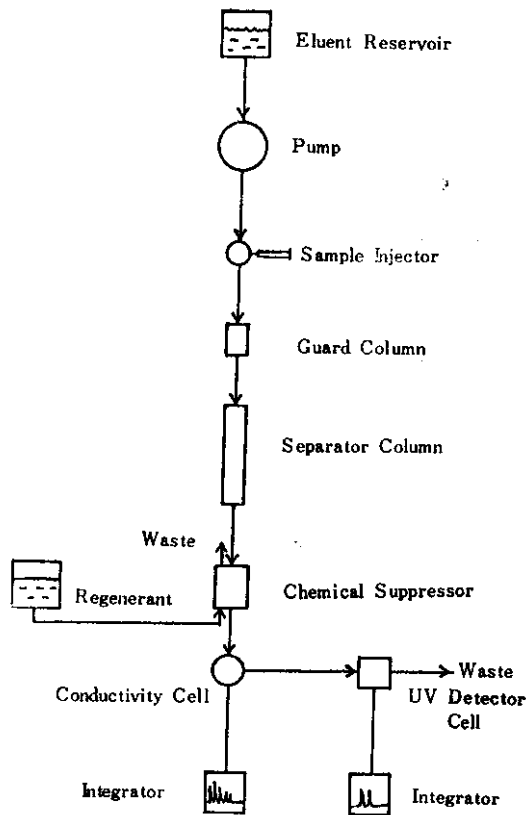 Eluent Reservoir
Pump
Sample Injector
Guard Column
Separator Column
Waste
Regenerant
Chemical Suppressor
Waste
Conductivity Cell
UV Detector
Cell
Integrator
Integrator